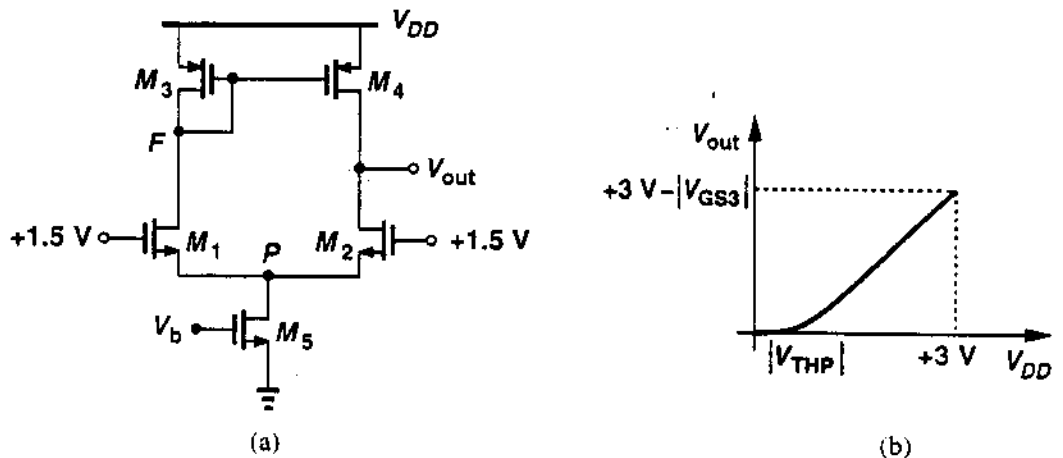 V_DD
M_3
M_4
F
V_out
+1.5 V
M_1
P
M_2
+1.5 V
V_b
M_5
(a)
V_out
+3 V–|V_GS3|
|V_THP|
+3 V
V_DD
(b)